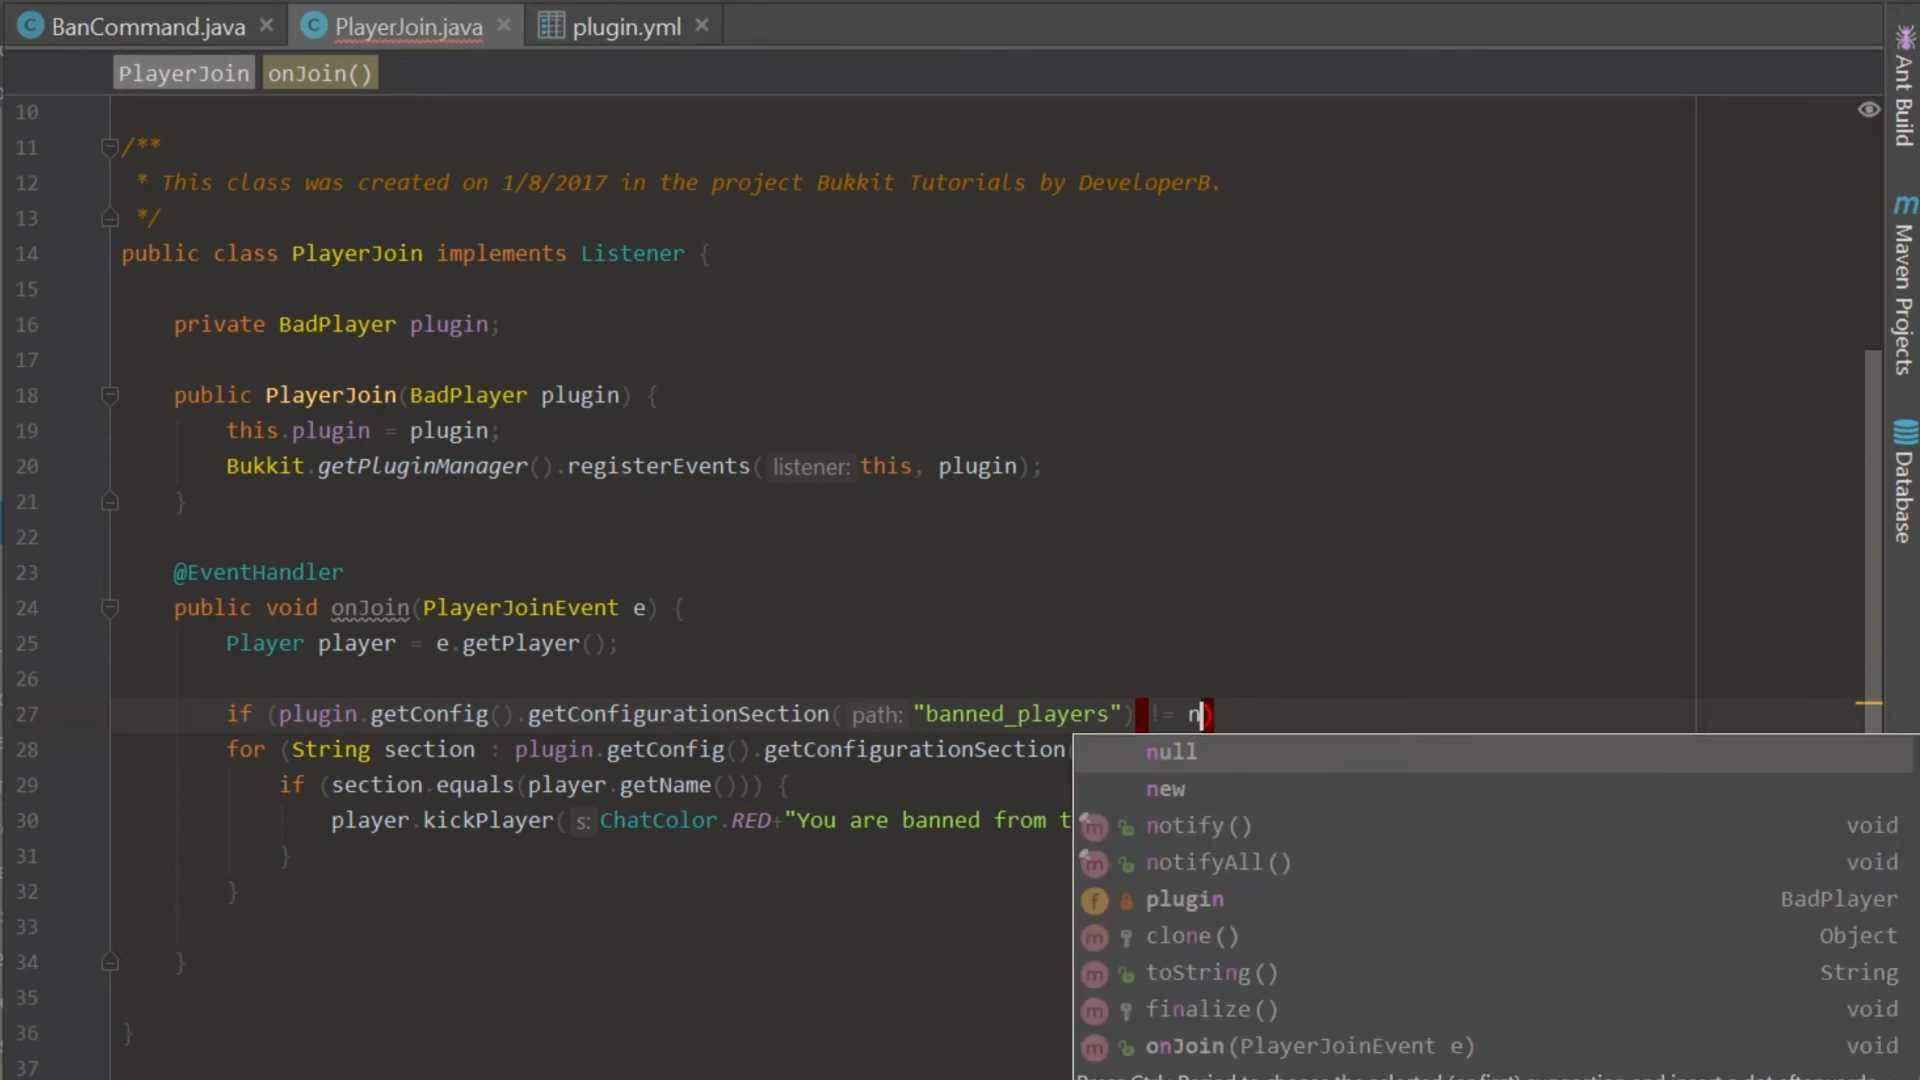 BanCommand.java PlayerJoin.java plugin.yml
PlayerJoin onJoin()
10
11 /**
12 * This class was created on 1/8/2017 in the project Bukkit Tutorials by DeveloperB.
13 */
14 public class PlayerJoin implements Listener {
15
16 private BadPlayer plugin;
17
18 public PlayerJoin(BadPlayer plugin) {
19 this.plugin = plugin;
20 Bukkit.getPluginManager().registerEvents( listener: this, plugin);
21 }
22
23 @EventHandler
24 public void onJoin(PlayerJoinEvent e) {
25 Player player = e.getPlayer();
26
27 if (plugin.getConfig().getConfigurationSection( path: "banned_players") != n)
28 for (String section : plugin.getConfig().getConfigurationSection(
29 if (section.equals(player.getName())) {
30 player.kickPlayer( s: ChatColor.RED+"You are banned from t
31 }
32 }
33
34 }
35
36 }
37
null
new
notify() void
notifyAll() void
plugin BadPlayer
clone() Object
toString() String
finalize() void
onJoin(PlayerJoinEvent e) void
Ant Build
Maven Projects
Database